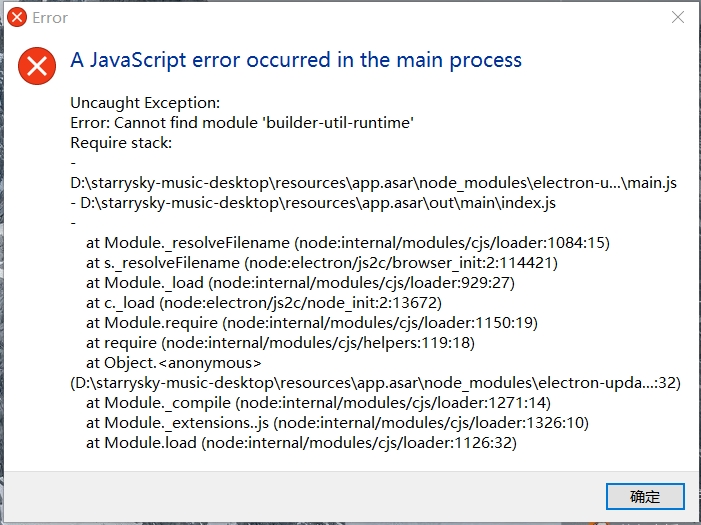 Error
A JavaScript error occurred in the main process
Uncaught Exception:
Error: Cannot find module 'builder-util-runtime'
Require stack:
-
D:\starrysky-music-desktop\resources\app.asar\node_modules\electron-u...\main.js
- D:\starrysky-music-desktop\resources\app.asar\out\main\index.js
-
at Module._resolveFilename (node:internal/modules/cjs/loader:1084:15)
at s._resolveFilename (node:electron/js2c/browser_init:2:114421)
at Module._load (node:internal/modules/cjs/loader:929:27)
at c._load (node:electron/js2c/node_init:2:13672)
at Module.require (node:internal/modules/cjs/loader:1150:19)
at require (node:internal/modules/cjs/helpers:119:18)
at Object.<anonymous>
(D:\starrysky-music-desktop\resources\app.asar\node_modules\electron-upda...:32)
at Module._compile (node:internal/modules/cjs/loader:1271:14)
at Module._extensions..js (node:internal/modules/cjs/loader:1326:10)
at Module.load (node:internal/modules/cjs/loader:1126:32)
确定